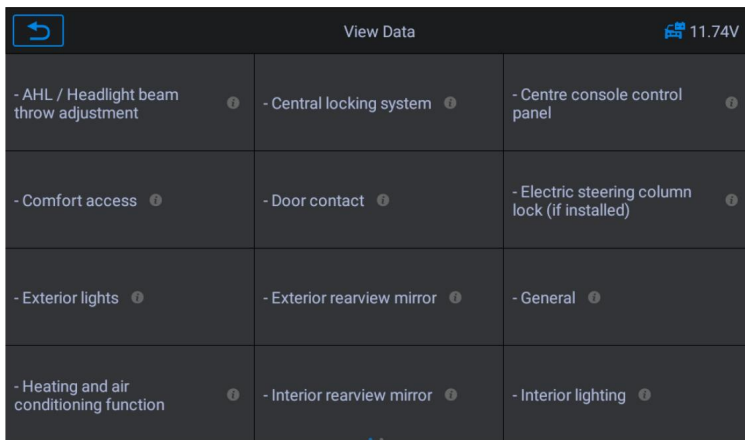 View Data
11.74V
- AHL / Headlight beam
throw adjustment
- Central locking system
- Centre console control
panel
- Comfort access
- Door contact
- Electric steering column
lock (if installed)
- Exterior lights
- Exterior rearview mirror
- General
- Heating and air
conditioning function
- Interior rearview mirror
- Interior lighting